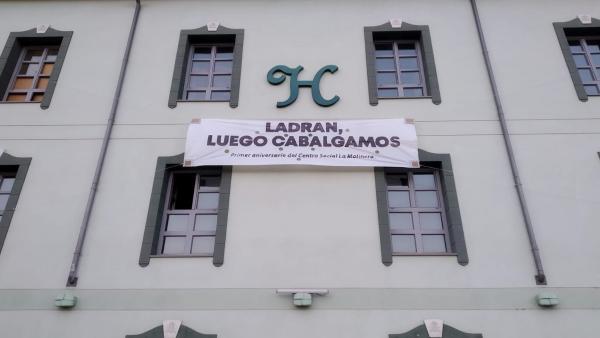 H
LADRAN,
LUEGO CABALGAMOS
Primer aniversario del Centro Social La Molinera